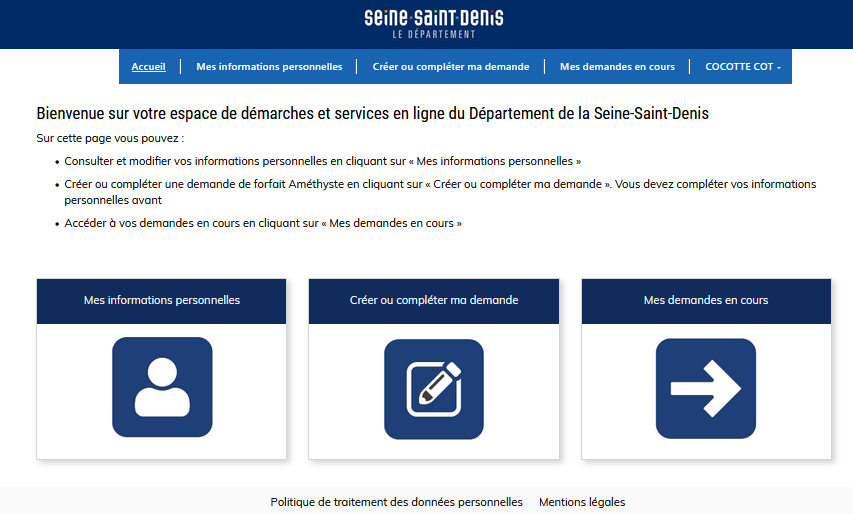 SEINE-SAINT-DENIS
LE DÉPARTEMENT
Accueil Mes informations personnelles Créer ou compléter ma demande Mes demandes en cours COCOTTE COT
Bienvenue sur votre espace de démarches et services en ligne du Département de la Seine-Saint-Denis
Sur cette page vous pouvez :
• Consulter et modifier vos informations personnelles en cliquant sur « Mes informations personnelles »
• Créer ou compléter une demande de forfait Améthyste en cliquant sur « Créer ou compléter ma demande ». Vous devez compléter vos informations
personnelles avant
• Accéder à vos demandes en cours en cliquant sur « Mes demandes en cours »
Mes informations personnelles Créer ou compléter ma demande Mes demandes en cours
Politique de traitement des données personnelles Mentions légales